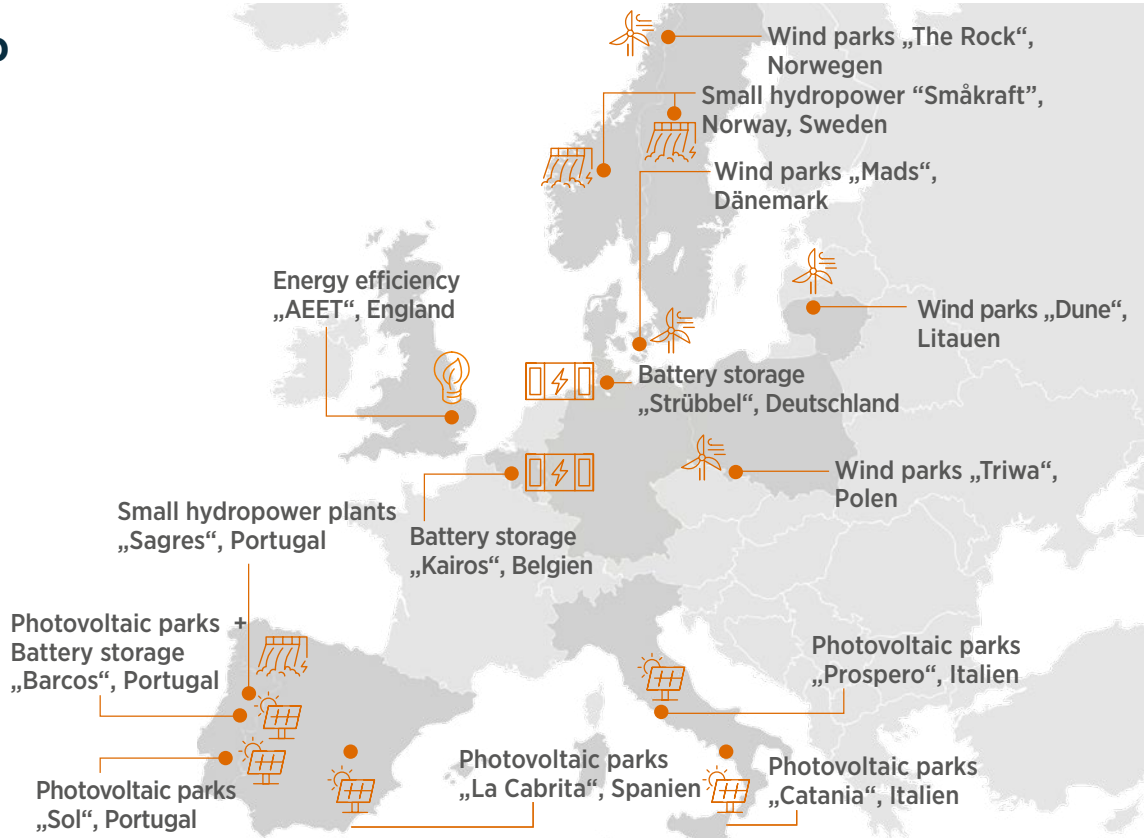 Wind parks „The Rock“,
Norwegen
Small hydropower “Småkraft”,
Norway, Sweden
Wind parks „Mads“,
Dänemark
Energy efficiency
„AEET“, England
Wind parks „Dune“,
Litauen
Battery storage
„Strübbel“, Deutschland
Wind parks „Triwa“,
Polen
Small hydropower plants
„Sagres“, Portugal
Battery storage
„Kairos“, Belgien
Photovoltaic parks +
Battery storage
„Barcos“, Portugal
Photovoltaic parks
„Prospero“, Italien
Photovoltaic parks
„La Cabrita“, Spanien
Photovoltaic parks
„Catania“, Italien
Photovoltaic parks
„Sol“, Portugal